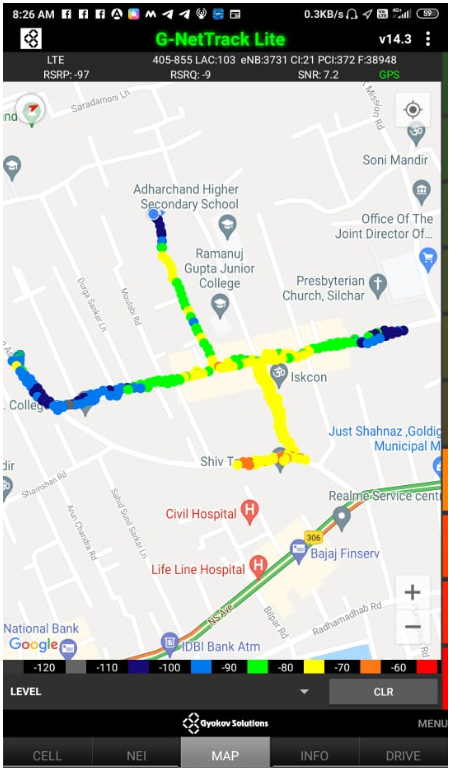 8:26 AM
0.3KB/s
4G+
59
G-NetTrack Lite
v14.3
LTE
405-855 LAC:103 eNB:3731 CI:21 PCI:372 F:38948
RSRP:-97
RSRQ:-9
SNR: 7.2
GPS
Saradamoni Ln
K Mission Rd
nd
Soni Mandir
Adharchand Higher
Secondary School
Office Of The
Joint Director Of...
Ramanuj
Gupta Junior
College
Presbyterian
Church, Silchar
Durga Sankar Ln
Moulabi Rd
Iskcon
. Colleg
Just Shahnaz ,Goldig
Municipal M
Shiv T
dir
Shamshan Rd
Realme Service centr
Arun Chandra Rd
Sahid Sunil Sarkar Ln
Civil Hospital
306
Bajaj Finserv
Life Line Hospital
NS Ave
Bilpar Rd
Radhamadhab Rd
+
National Bank
Google
IDBI Bank Atm
−
-120 -110 -100 -90 -80 -70 -60
LEVEL
CLR
Gyokov Solutions
MENU
CELL NEI MAP INFO DRIVE